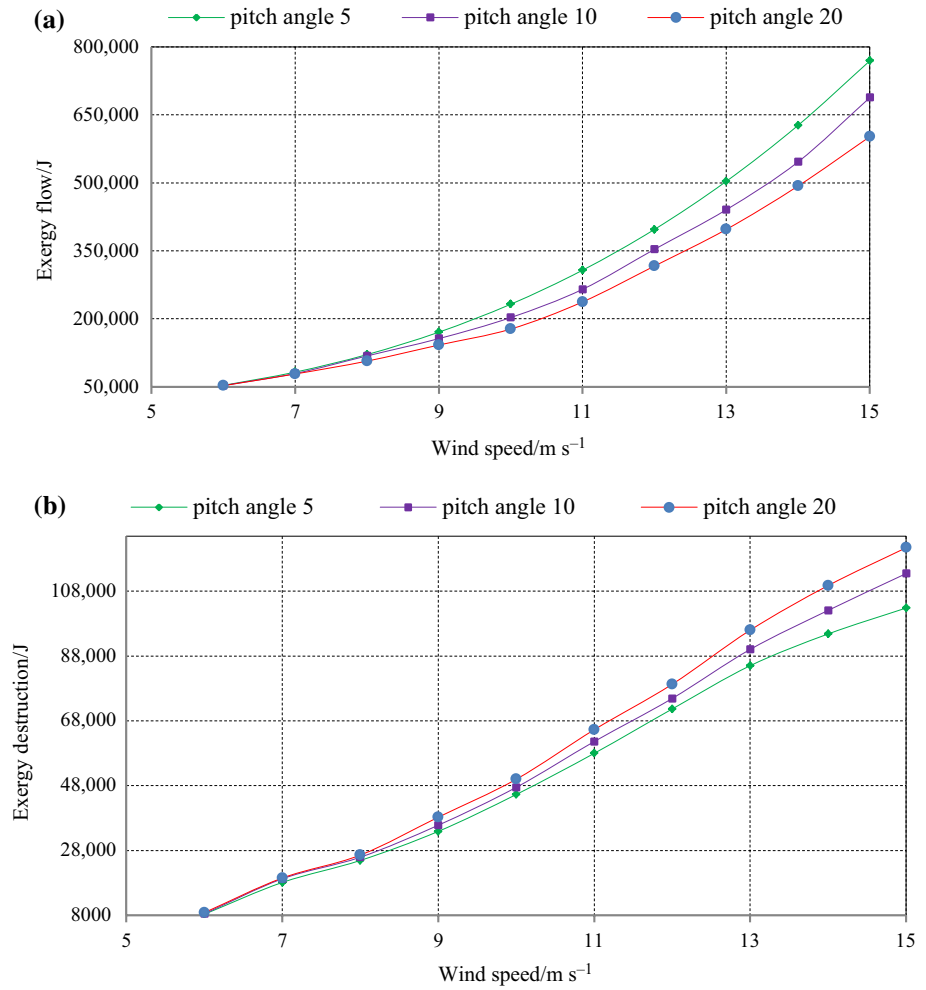 (a)
pitch angle 5 pitch angle 10 pitch angle 20
800,000
650,000
500,000
350,000
200,000
50,000
Exergy flow/J
5 7 9 11 13 15
Wind speed/m s⁻¹
(b)
pitch angle 5 pitch angle 10 pitch angle 20
108,000
88,000
68,000
48,000
28,000
8000
Exergy destruction/J
5 7 9 11 13 15
Wind speed/m s⁻¹